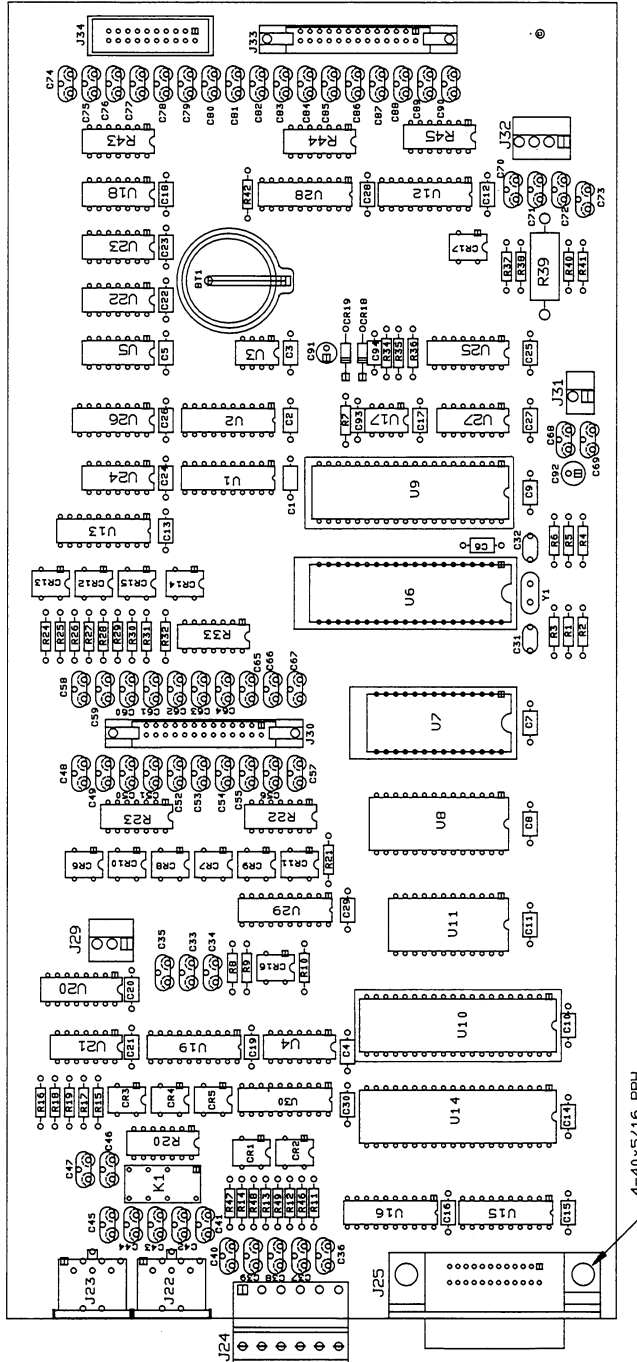 J34 J33
C74 C75 C76 C77 C78 C79 C80 C81 C82 C83 C84 C85 C86 C87 C88 C89 C90
R43 R44 R45 J32
C70 C71 C72 C73
U18 C18 R42 U28 C28 U12 C12
U23 C23 BT1 CR17 R37 R38 R39 R40 R41
U22 C22
CR19 CR18
U5 C5 U3 C3 C91 C94 R34 R35 R36 U25 C25
J31
U26 C26 U2 C2 R7 C93 U17 C17 U27 C27 C68 C69
U24 C24 U1 C1 U9 C9 C92
U13 C13 C6 C32 R6 R5 R4
CR13 CR12 CR15 CR14 U6 Y1
R24 R25 R26 R27 R28 R29 R30 R31 R32 R33 C31 R3 R1 R2
C58 C59 C60 C61 C62 C63 C64 C65 C66 C67
J30 U7 C7
C48 C49 C51 C52 C53 C54 C55 C57
R23 R22 U8 C8
CR6 CR10 CR8 CR7 CR9 CR11 R21
J29 U29 C29 U11 C11
C35 C33 C34 R8 R9 CR16 R10
U20 C20
U21 C21 U19 C19 U4 C4 U10 C10
R16 R18 R19 R17 R15 CR3 CR4 CR5 U30 C30 U14 C14
C47 C46 R20 CR1 CR2
K1
R47 R14 R48 R13 R49 R12 R46 R11
C45 C44 C43 C42 C41 U16 C16 U15 C15
C40 C39 C38 C37 C36
J23 J22 J24 J25
4-40x5/16 PPH